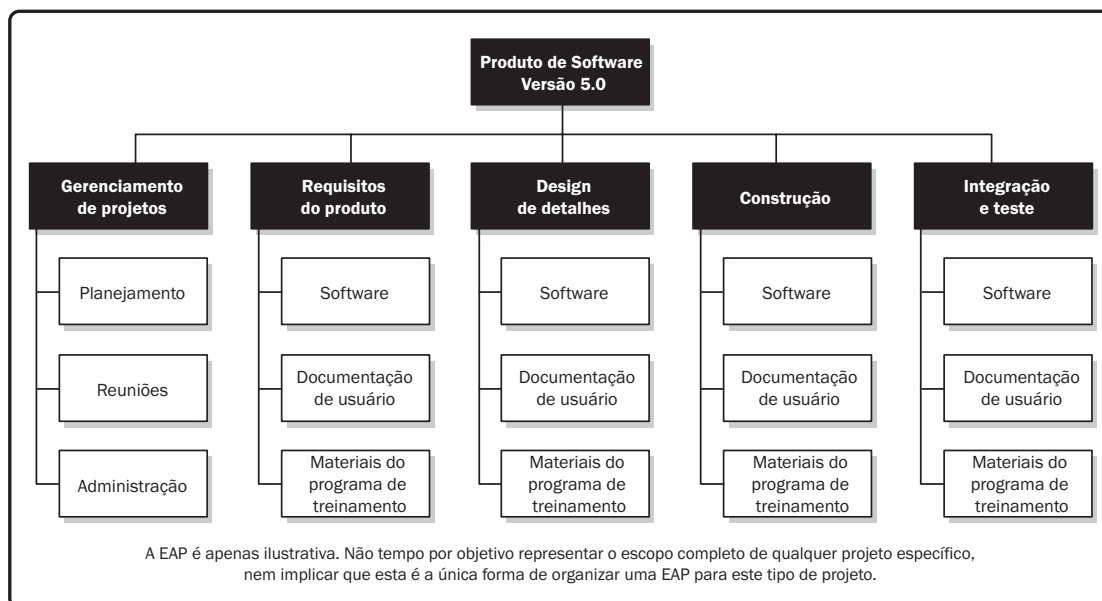 Produto de Software
Versão 5.0
Gerenciamento
de projetos
Requisitos
do produto
Design
de detalhes
Construção
Integração
e teste
Planejamento
Software
Software
Software
Software
Reuniões
Documentação
de usuário
Documentação
de usuário
Documentação
de usuário
Documentação
de usuário
Administração
Materiais do
programa de
treinamento
Materiais do
programa de
treinamento
Materiais do
programa de
treinamento
Materiais do
programa de
treinamento
A EAP é apenas ilustrativa. Não tempo por objetivo representar o escopo completo de qualquer projeto específico,
nem implicar que esta é a única forma de organizar uma EAP para este tipo de projeto.